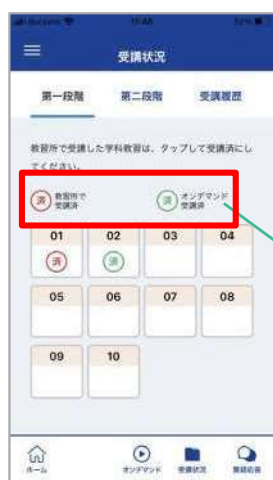 11:44
受講状況
第一段階 第二段階 受講履歴
教習所で受講した学科教習は、タップして受講済にし
てください。
済 教習所で受講済 済 オンデマンド受講済
01 02 03 04
済 済
05 06 07 08
09 10
ホーム オンデマンド 受講状況